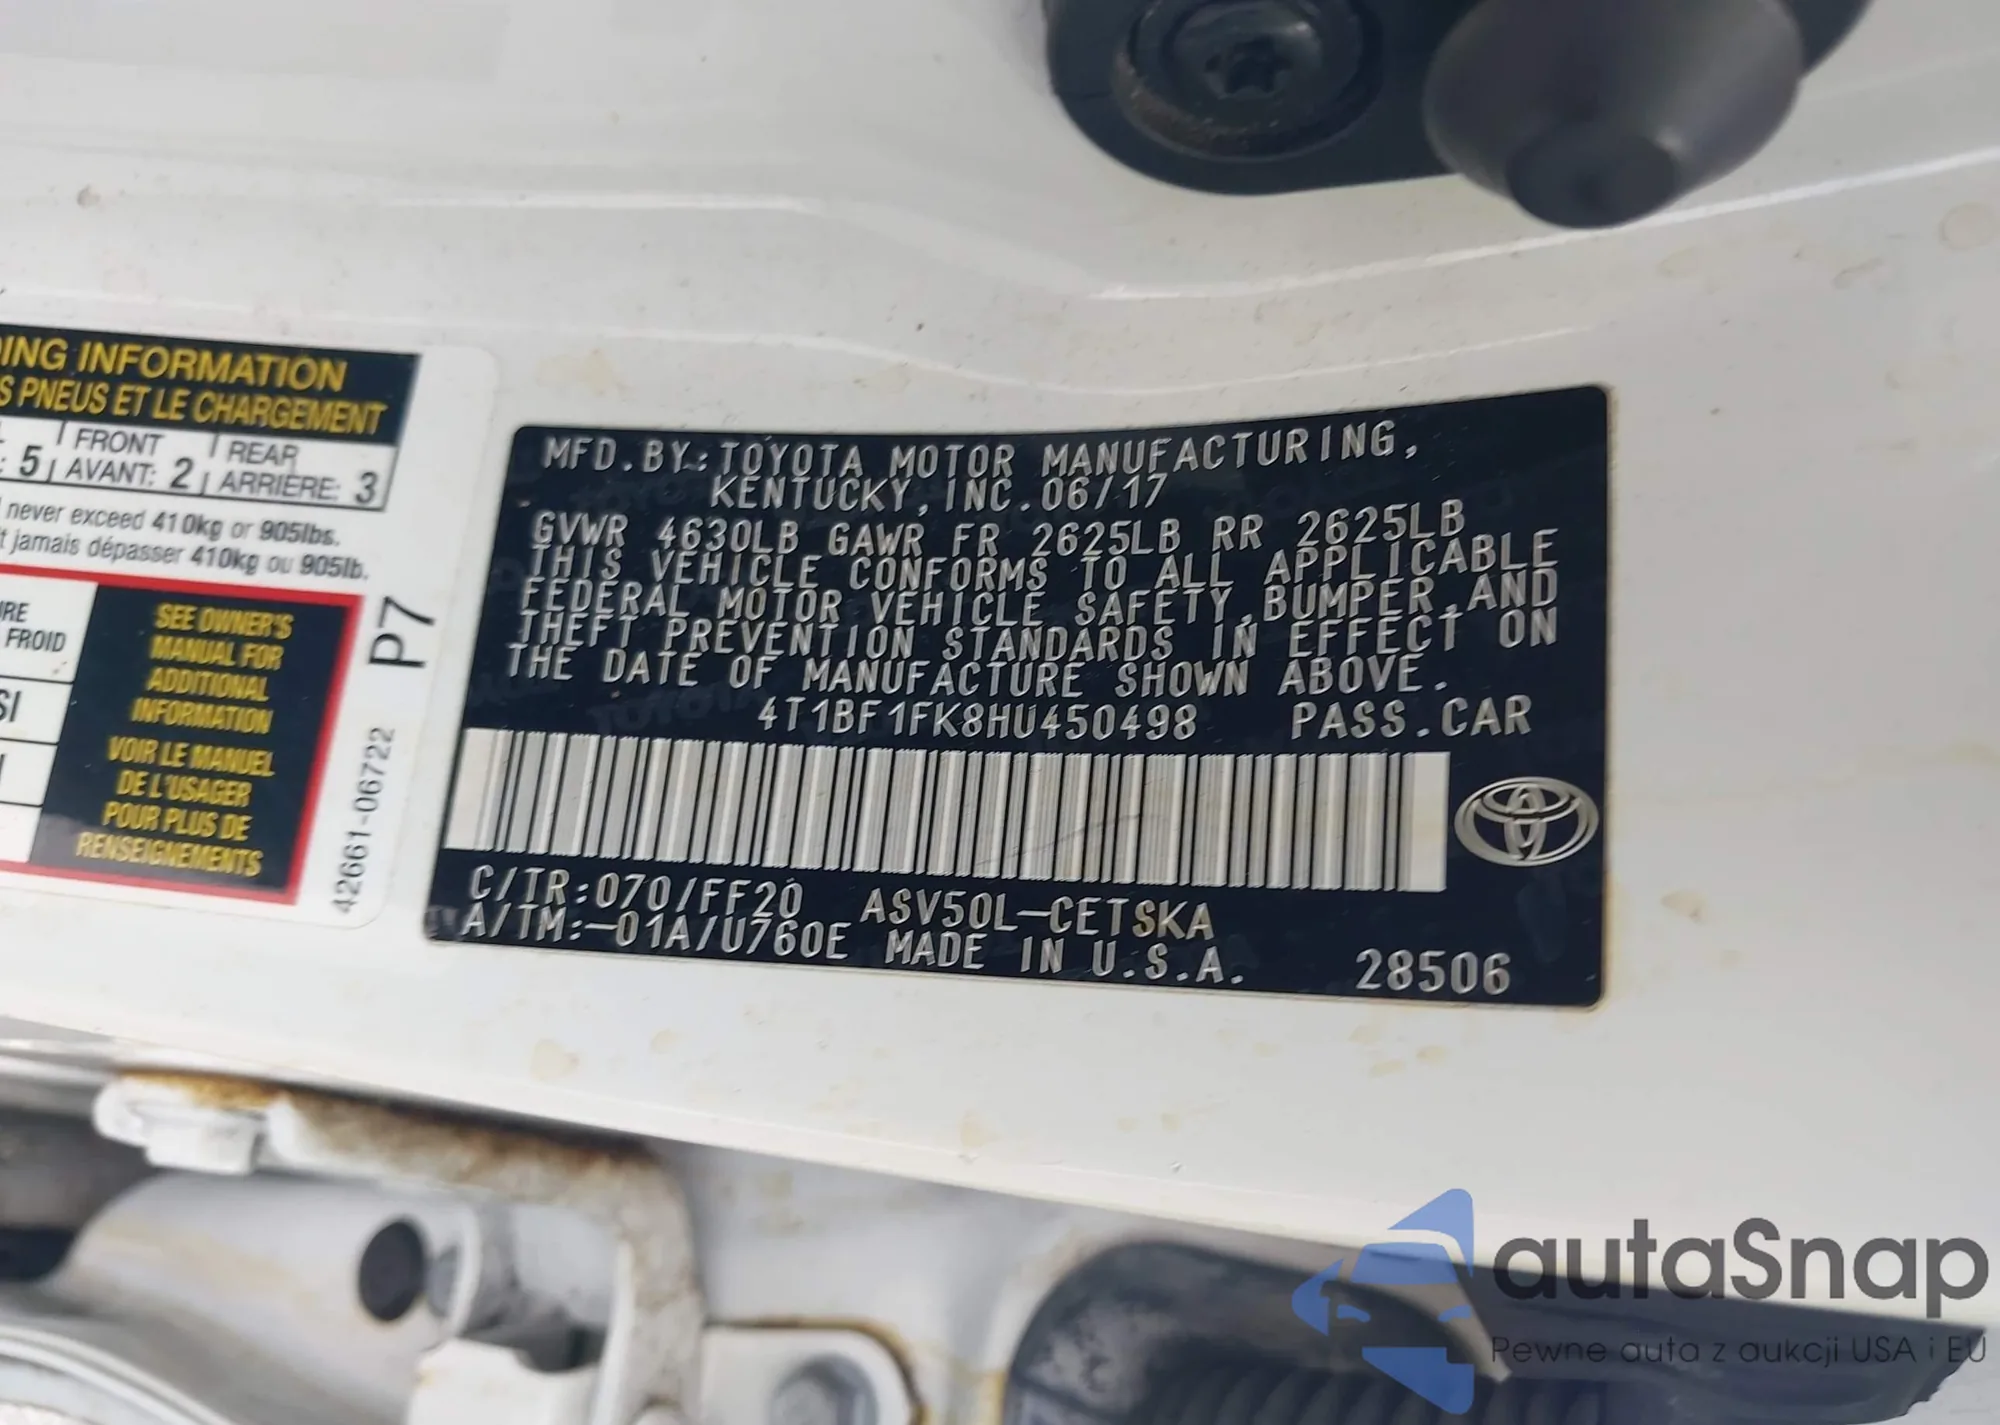 ING INFORMATION
S PNEUS ET LE CHARGEMENT
FRONT REAR
: 5 AVANT: 2 ARRIÈRE: 3
never exceed 410kg or 905lbs.
t jamais dépasser 410kg ou 905lb.
FROID
SEE OWNER'S
MANUAL FOR
ADDITIONAL
INFORMATION
VOIR LE MANUEL
DE L'USAGER
POUR PLUS DE
RENSEIGNEMENTS
P7
42661-06722
MFD.BY:TOYOTA MOTOR MANUFACTURING,
KENTUCKY,INC.06/17
GVWR 4630LB GAWR FR 2625LB RR 2625LB
THIS VEHICLE CONFORMS TO ALL APPLICABLE
FEDERAL MOTOR VEHICLE SAFETY,BUMPER,AND
THEFT PREVENTION STANDARDS IN EFFECT ON
THE DATE OF MANUFACTURE SHOWN ABOVE.
4T1BF1FK8HU450498 PASS.CAR
C/TR:070/FF20 ASV50L-CETSKA
A/TM:-01A/U760E MADE IN U.S.A.
28506
autaSnap
Pewne auta z aukcji USA i EU